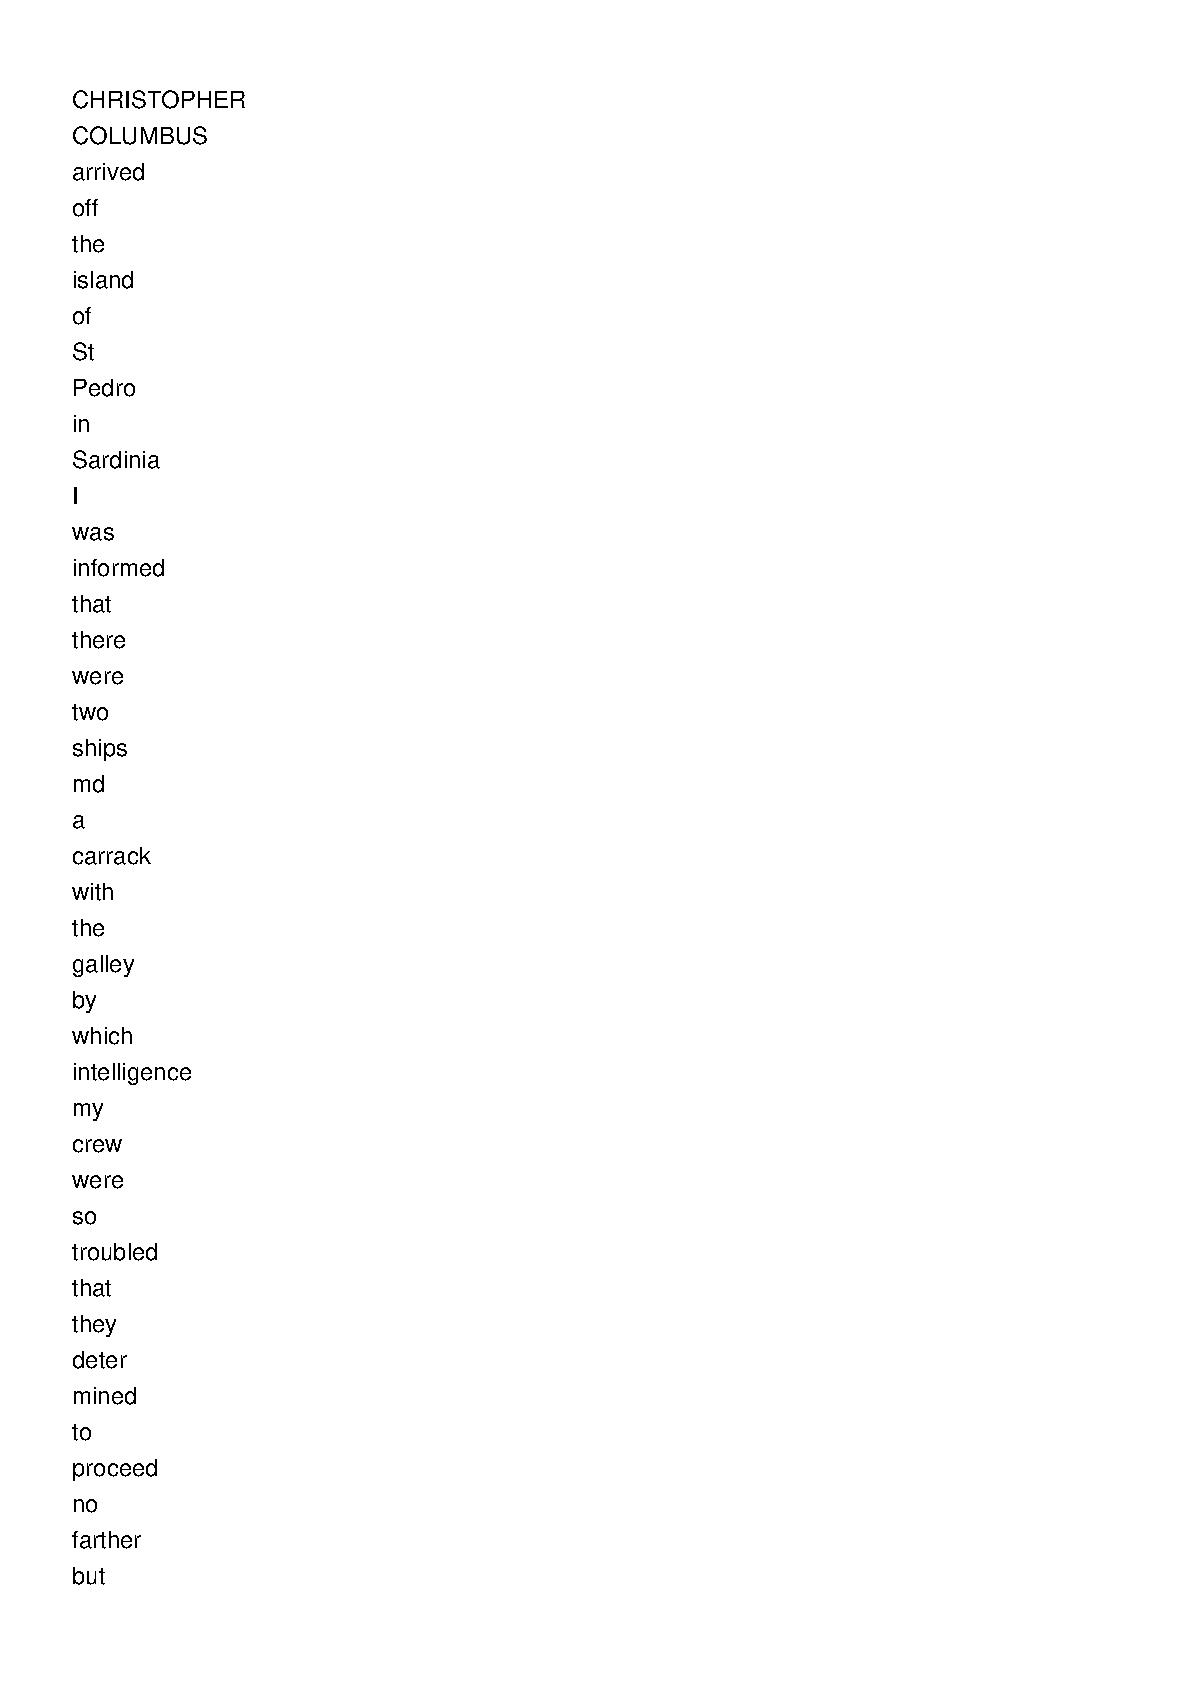 CHRISTOPHER
COLUMBUS
arrived
off
the
island
of
St
Pedro
in
Sardinia
I
was
informed
that
there
were
two
ships
md
a
carrack
with
the
galley
by
which
intelligence
my
crew
were
so
troubled
that
they
deter
mined
to
proceed
no
farther
but